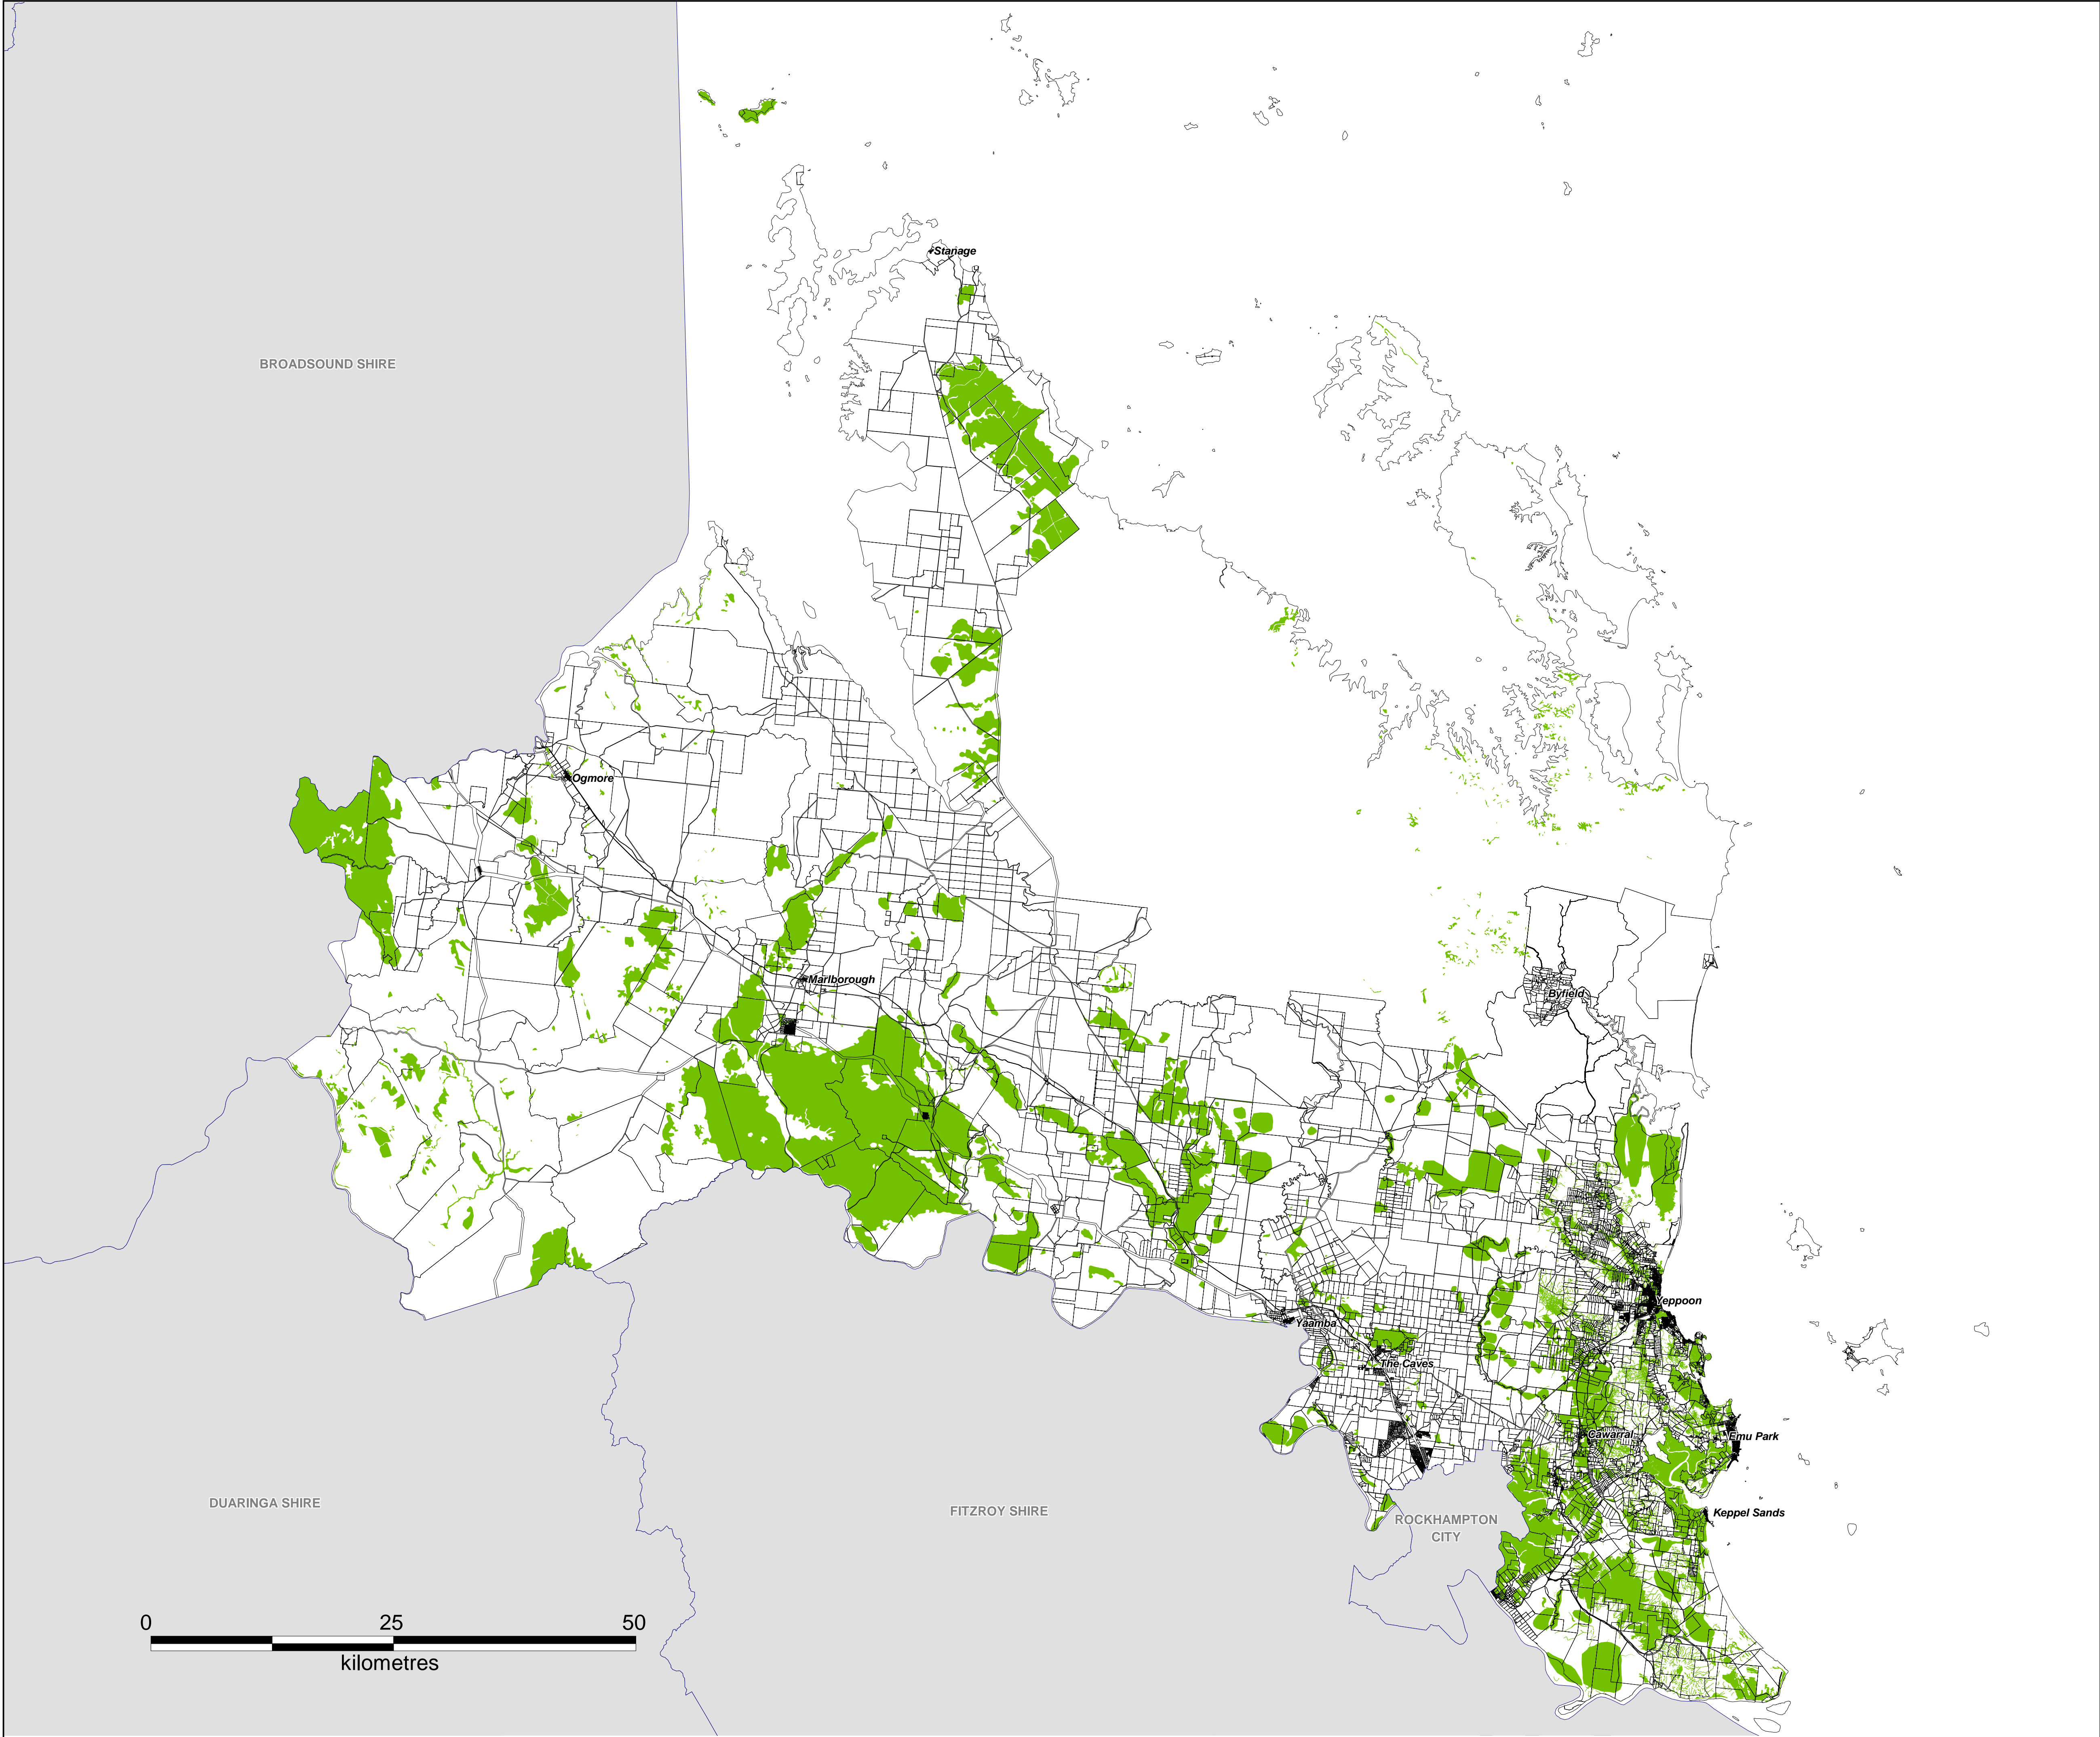 Stanage
BROADSOUND SHIRE
Ogmore
Marlborough
Byfield
Yeppoon
Yaamba
The Caves
Cawarral
Emu Park
DUARINGA SHIRE
FITZROY SHIRE
ROCKHAMPTON
CITY
Keppel Sands
0 25 50
kilometres